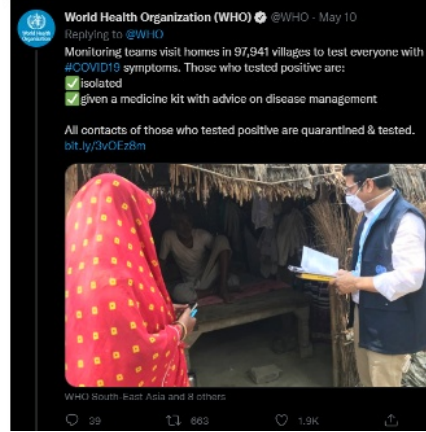 World Health Organization (WHO) @WHO · May 10
Replying to @WHO
Monitoring teams visit homes in 97,941 villages to test everyone with
#COVID19 symptoms. Those who tested positive are:
✅isolated
✅given a medicine kit with advice on disease management
All contacts of those who tested positive are quarantined & tested.
bit.ly/3vOEz8m
WHO South-East Asia and 8 others
39 663 1.9K